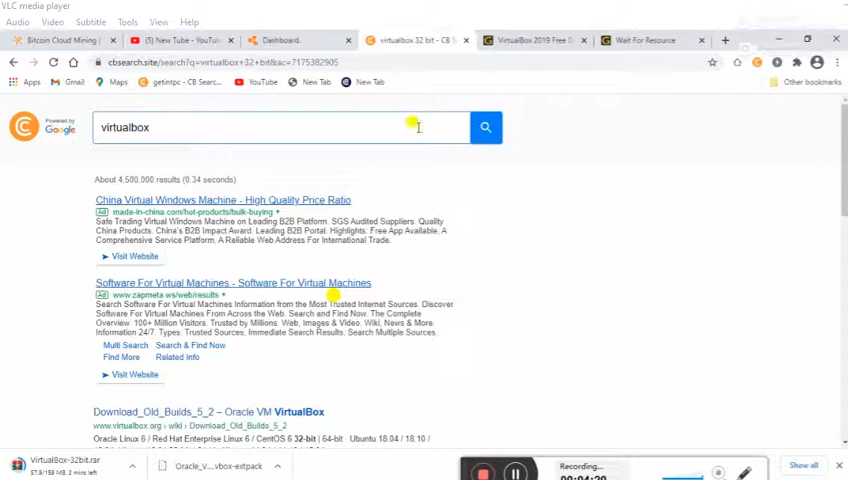 VLC media player
Audio Video Subtitle Tools View Help
Bitcoin Cloud Mining ( (5) New Tube - YouTu Dashboard. virtualbox 32 bit - CB S VirtualBox 2019 Free D Wait For Resource
cbsearch.site/search?q=virtualbox+32+bit&ac=7175382905
Apps Gmail Maps getintpc - CB Searc... YouTube New Tab New Tab Other bookmarks
Powered by
Google
virtualbox
About 4,500,000 results (0.34 seconds)
China Virtual Windows Machine - High Quality Price Ratio
Ad made-in-china.com/hot-products/bulk-buying
Safe Trading Virtual Windows Machine on Leading B2B Platform. SGS Audited Suppliers. Quality
China Products. China's B2B Impact Award. Leading B2B Portal. Highlights: Free App Available, A
Comprehensive Service Platform, A Reliable Web Address For International Trade.
Visit Website
Software For Virtual Machines - Software For Virtual Machines
Ad www.zapmeta.ws/web/results
Search Software For Virtual Machines Information from the Most Trusted Internet Sources. Discover
Software For Virtual Machines From Across the Web. Search and Find Now. The Complete
Overview. 100+ Million Visitors. Trusted by Millions. Web, Images & Video. Wiki, News & More.
Information 24/7. Types: Trusted Sources, Immediate Search Results, Search Multiple Sources.
Multi Search Search & Find Now
Find More Related Info
Visit Website
Download_Old_Builds_5_2 – Oracle VM VirtualBox
www.virtualbox.org › wiki › Download_Old_Builds_5_2
Oracle Linux 6 / Red Hat Enterprise Linux 6 / CentOS 6 32-bit | 64-bit · Ubuntu 18.04 / 18.10 /
VirtualBox-32bit.rar
57.9/159 MB, 2 mins left
Oracle_V....vbox-extpack
Recording...
00:04:20
Show all